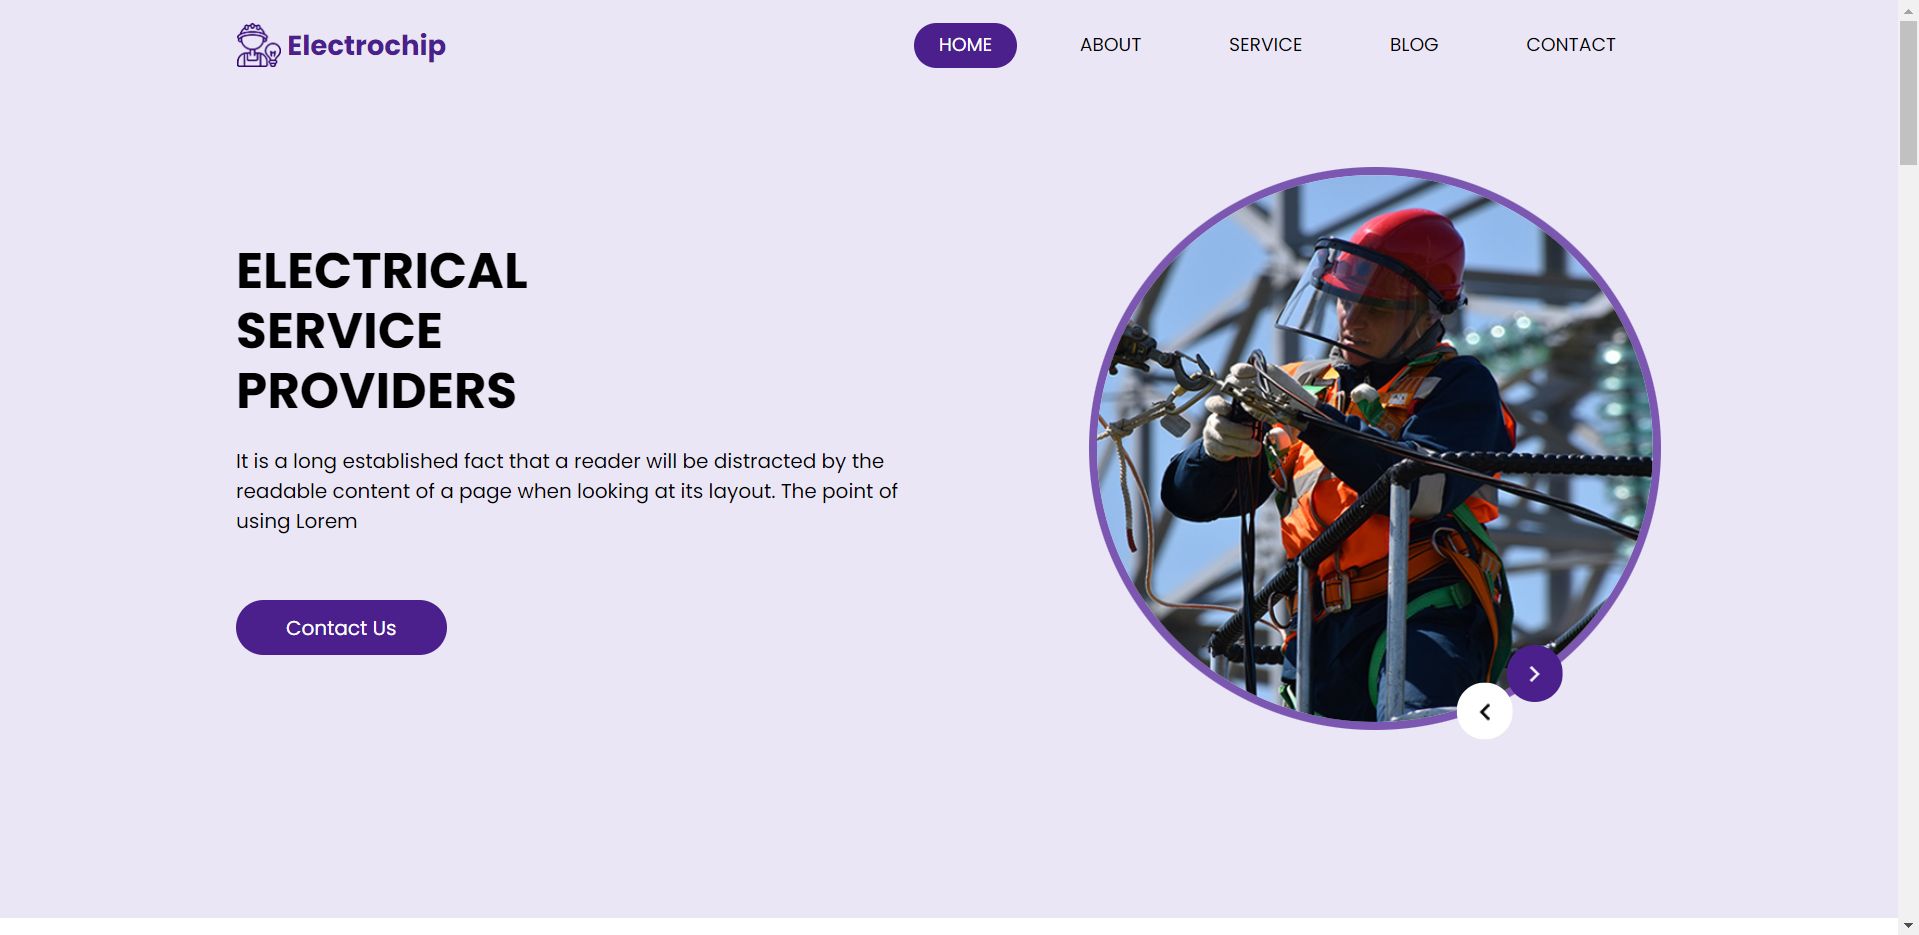 Electrochip
HOME ABOUT SERVICE BLOG CONTACT
ELECTRICAL
SERVICE
PROVIDERS
It is a long established fact that a reader will be distracted by the
readable content of a page when looking at its layout. The point of
using Lorem
Contact Us